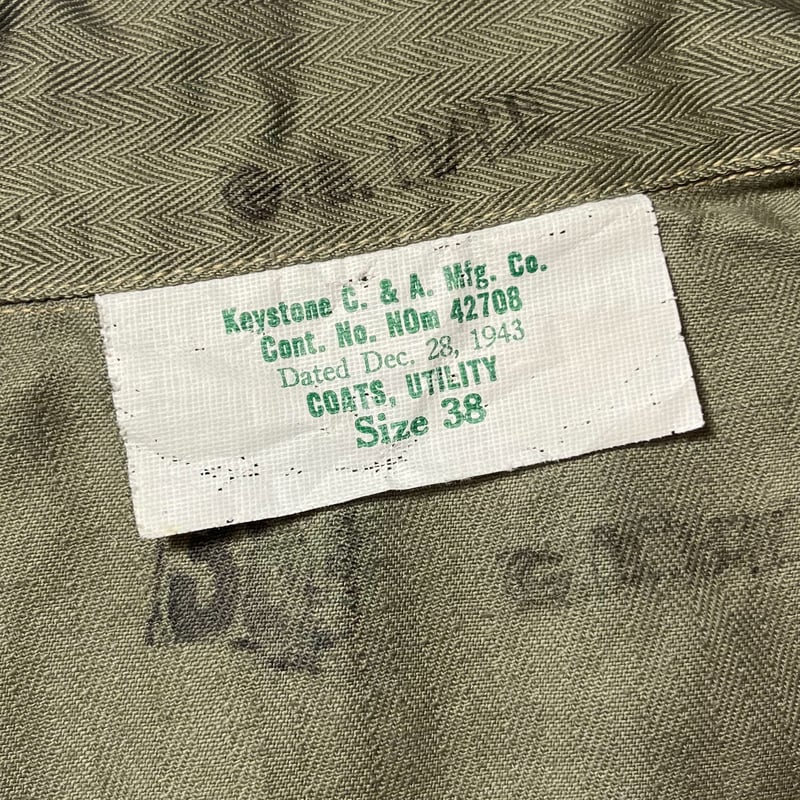 Keystone C. & A. Mfg. Co.
Cont. No. NOm 42708
Dated Dec. 28, 1943
COATS, UTILITY
Size 38